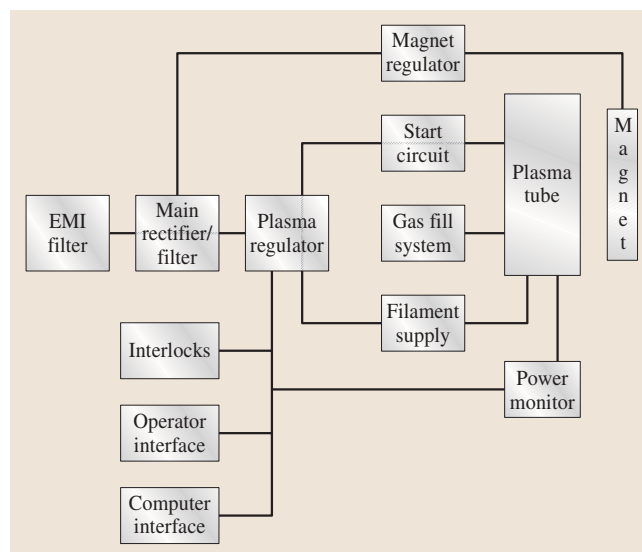 Magnet
regulator
Start
circuit
Plasma
tube
M
a
g
n
e
t
EMI
filter
Main
rectifier/
filter
Plasma
regulator
Gas fill
system
Filament
supply
Interlocks
Power
monitor
Operator
interface
Computer
interface